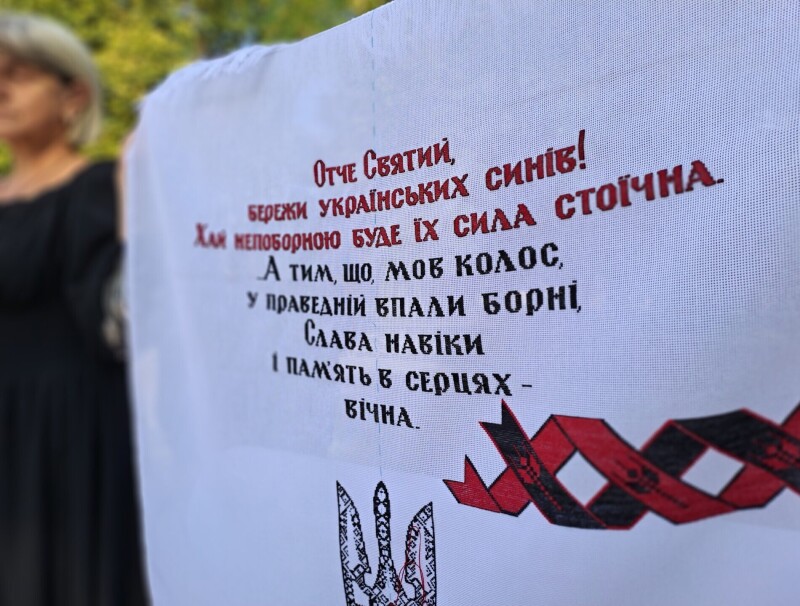 Отче Святий,
бережи українських синів!
Хай непоборною буде їх сила стоїчна.
А тим, що, мов колос,
у праведній впали борні,
Слава навіки
і пам'ять в серцях -
вічна.